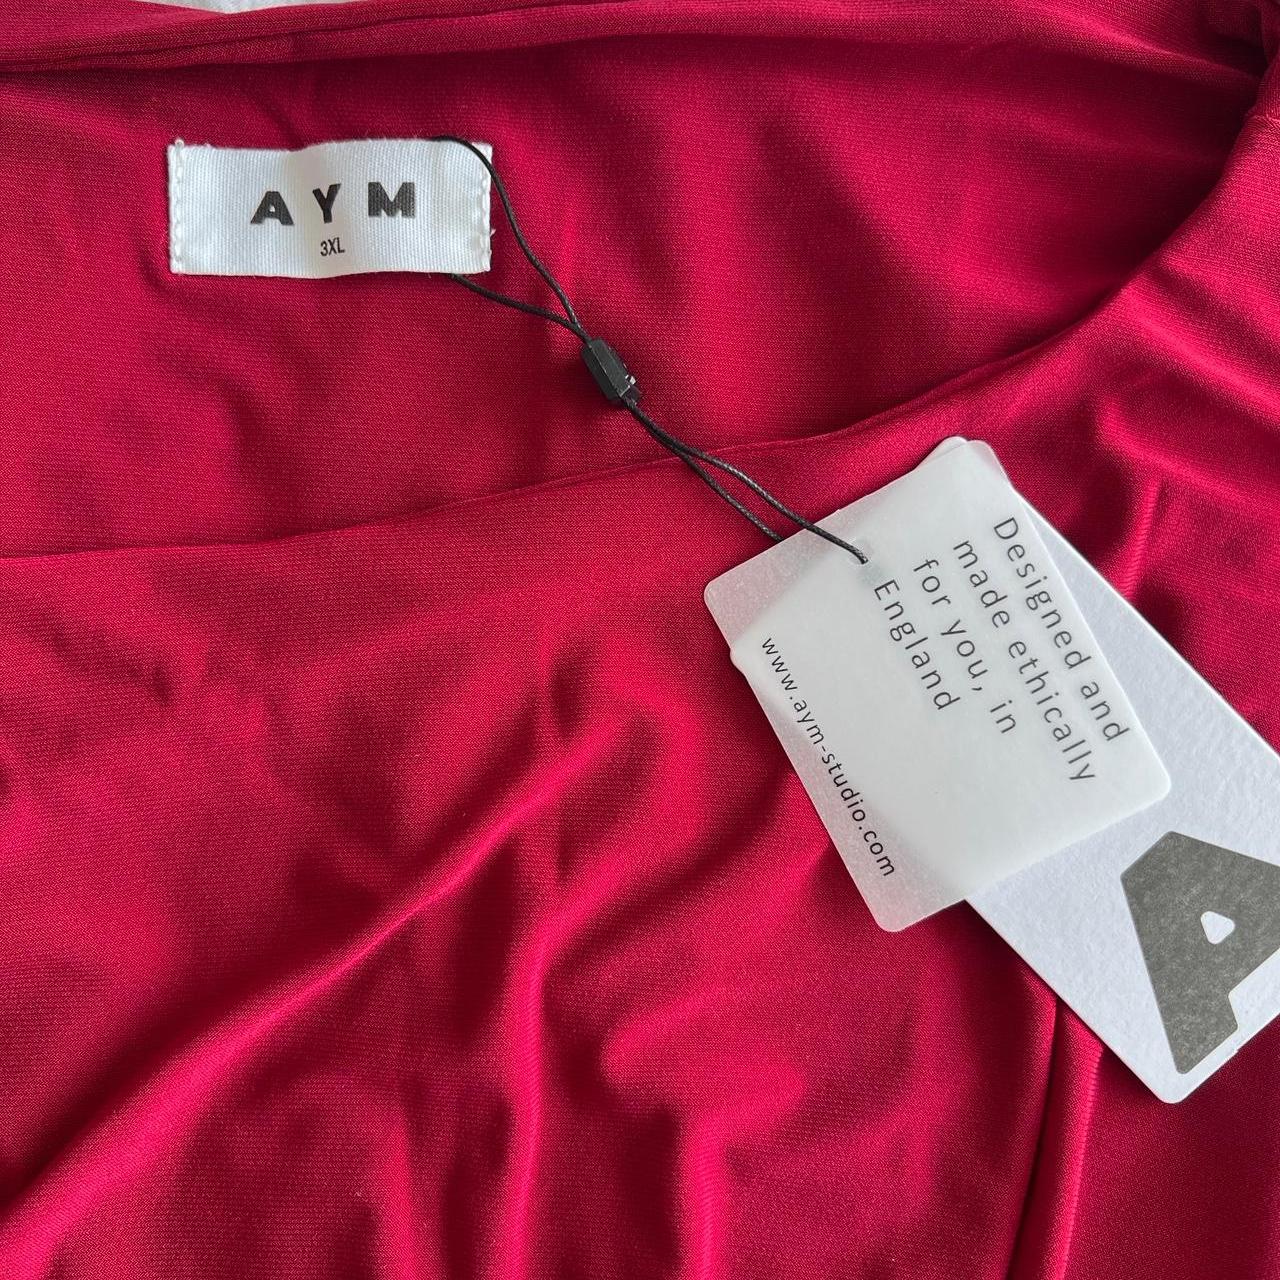 AYM
3XL
Designed and
made ethically
for you, in
England
www.aym-studio.com
A